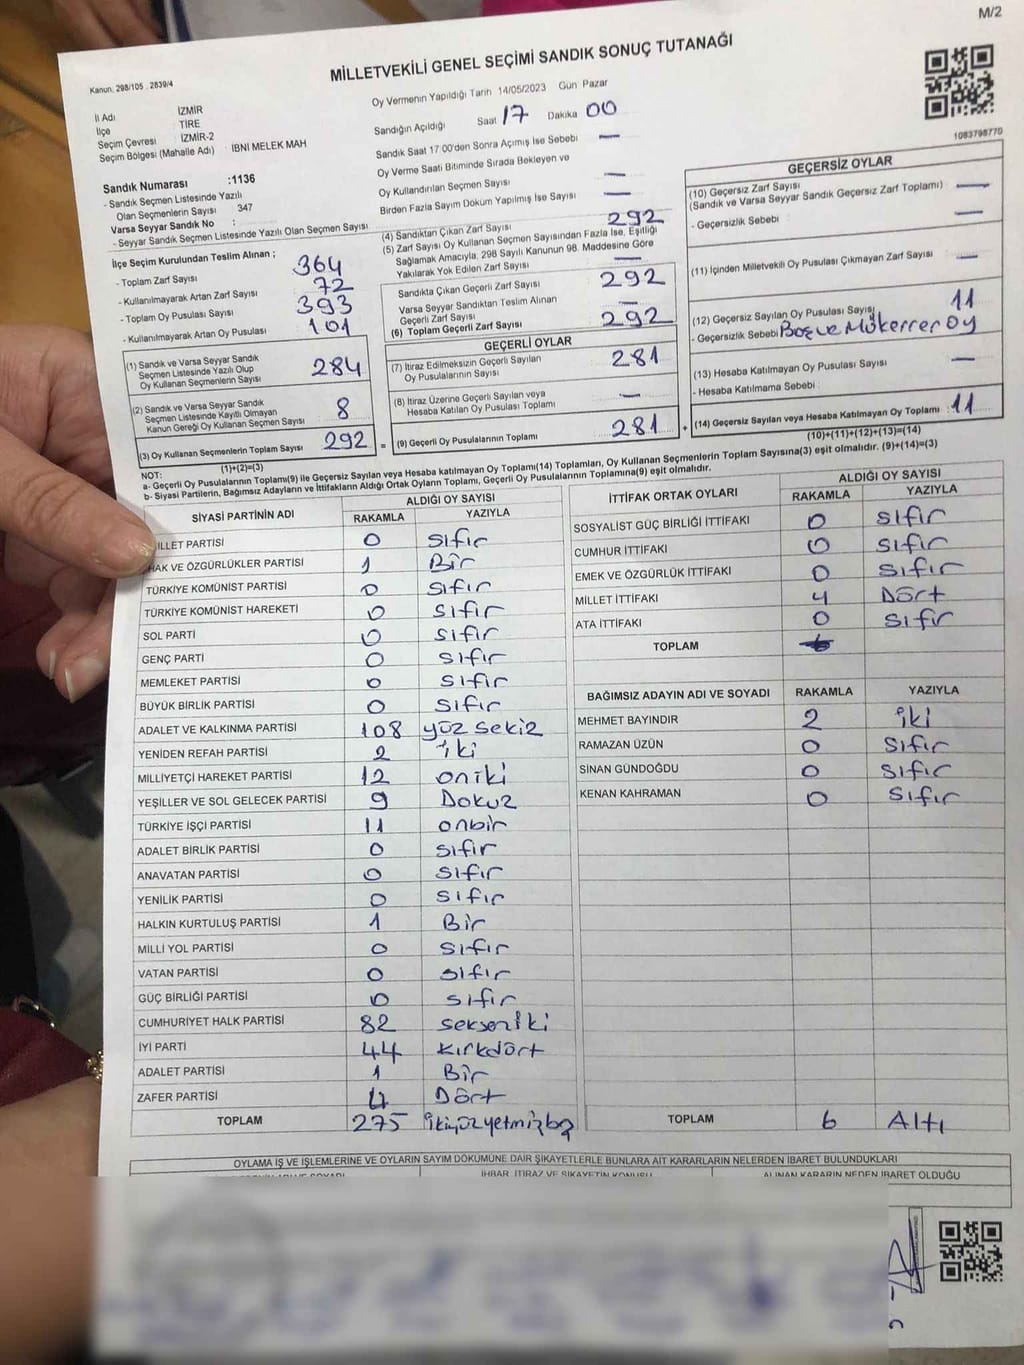 M/2
MİLLETVEKİLİ GENEL SEÇİMİ SANDIK SONUÇ TUTANAĞI
Kanun, 298/105 . 2839/4
1083798770
İl Adı : İZMİR
İlçe : TİRE
Seçim Çevresi : İZMİR-2
Seçim Bölgesi (Mahalle Adı) : İBNİ MELEK MAH
Sandık Numarası :1136
- Sandık Seçmen Listesinde Yazılı
Olan Seçmenlerin Sayısı : 347
Varsa Seyyar Sandık No :
- Seyyar Sandık Seçmen Listesinde Yazılı Olan Seçmen Sayısı
İlçe Seçim Kurulundan Teslim Alınan ;
- Toplam Zarf Sayısı 364
- Kullanılmayarak Artan Zarf Sayısı 72
- Toplam Oy Pusulası Sayısı 393
- Kullanılmayarak Artan Oy Pusulası 101
(1) Sandık ve Varsa Seyyar Sandık
Seçmen Listesinde Yazılı Olup
Oy Kullanan Seçmenlerin Sayısı 284
(2) Sandık ve Varsa Seyyar Sandık
Seçmen Listesinde Kayıtlı Olmayan
Kanun Gereği Oy Kullanan Seçmen Sayısı 8
(3) Oy Kullanan Seçmenlerin Toplam Sayısı 292 =
(1)+(2)=(3)
Oy Vermenin Yapıldığı Tarih 14/05/2023 Gün Pazar
Sandığın Açıldığı Saat 17 Dakika 00
Sandık Saat 17:00'den Sonra Açımış İse Sebebi —
Oy Verme Saati Bitiminde Sırada Bekleyen ve
Oy Kullandırılan Seçmen Sayısı —
Birden Fazla Sayım Döküm Yapılmış İse Sayısı —
(4) Sandıktan Çıkan Zarf Sayısı 292
(5) Zarf Sayısı Oy Kullanan Seçmen Sayısından Fazla İse, Eşitliği
Sağlamak Amacıyla, 298 Sayılı Kanunun 98. Maddesine Göre
Yakılarak Yok Edilen Zarf Sayısı —
Sandıkta Çıkan Geçerli Zarf Sayısı 292
Varsa Seyyar Sandıktan Teslim Alınan
Geçerli Zarf Sayısı —
(6) Toplam Geçerli Zarf Sayısı 292
GEÇERLİ OYLAR
(7) İtiraz Edilmeksizin Geçerli Sayılan
Oy Pusulalarının Sayısı 281
(8) İtiraz Üzerine Geçerli Sayılan veya
Hesaba Katılan Oy Pusulası Toplamı —
(9) Geçerli Oy Pusulalarının Toplamı 281 +
GEÇERSİZ OYLAR
(10) Geçersiz Zarf Sayısı —
(Sandık ve Varsa Seyyar Sandık Geçersiz Zarf Toplamı)
- Geçersizlik Sebebi : —
(11) İçinden Milletvekili Oy Pusulası Çıkmayan Zarf Sayısı —
(12) Geçersiz Sayılan Oy Pusulası Sayısı 11
- Geçersizlik Sebebi Boş ve Mükerrer Oy
(13) Hesaba Katılmayan Oy Pusulası Sayısı —
- Hesaba Katılmama Sebebi :
(14) Geçersiz Sayılan veya Hesaba Katılmayan Oy Toplamı : 11
(10)+(11)+(12)+(13)=(14)
NOT:
a- Geçerli Oy Pusulalarının Toplamı(9) ile Geçersiz Sayılan veya Hesaba katılmayan Oy Toplamı(14) Toplamları, Oy Kullanan Seçmenlerin Toplam Sayısına(3) eşit olmalıdır. (9)+(14)=(3)
b- Siyasi Partilerin, Bağımsız Adayların ve İttifakların Aldığı Ortak Oyların Toplamı, Geçerli Oy Pusulalarının Toplamına(9) eşit olmalıdır.
SİYASİ PARTİNİN ADI ALDIĞI OY SAYISI
RAKAMLA YAZIYLA
İLLET PARTİSİ 0 sıfır
HAK VE ÖZGÜRLÜKLER PARTİSİ 1 Bir
TÜRKİYE KOMÜNİST PARTİSİ 0 sıfır
TÜRKİYE KOMÜNİST HAREKETİ 0 sıfır
SOL PARTİ 0 sıfır
GENÇ PARTİ 0 sıfır
MEMLEKET PARTİSİ 0 sıfır
BÜYÜK BİRLİK PARTİSİ 0 sıfır
ADALET VE KALKINMA PARTİSİ 108 yüz sekiz
YENİDEN REFAH PARTİSİ 2 iki
MİLLİYETÇİ HAREKET PARTİSİ 12 oniki
YEŞİLLER VE SOL GELECEK PARTİSİ 9 Dokuz
TÜRKİYE İŞÇİ PARTİSİ 11 onbir
ADALET BİRLİK PARTİSİ 0 sıfır
ANAVATAN PARTİSİ 0 sıfır
YENİLİK PARTİSİ 0 sıfır
HALKIN KURTULUŞ PARTİSİ 1 Bir
MİLLİ YOL PARTİSİ 0 sıfır
VATAN PARTİSİ 0 sıfır
GÜÇ BİRLİĞİ PARTİSİ 0 sıfır
CUMHURİYET HALK PARTİSİ 82 seksen iki
İYİ PARTİ 44 kırkdört
ADALET PARTİSİ 1 Bir
ZAFER PARTİSİ 4 Dört
TOPLAM 275 ikiyüzyetmişbş
İTTİFAK ORTAK OYLARI ALDIĞI OY SAYISI
RAKAMLA YAZIYLA
SOSYALİST GÜÇ BİRLİĞİ İTTİFAKI 0 sıfır
CUMHUR İTTİFAKI 0 sıfır
EMEK VE ÖZGÜRLÜK İTTİFAKI 0 sıfır
MİLLET İTTİFAKI 4 Dört
ATA İTTİFAKI 0 sıfır
TOPLAM
BAĞIMSIZ ADAYIN ADI VE SOYADI RAKAMLA YAZIYLA
MEHMET BAYINDIR 2 iki
RAMAZAN ÜZÜN 0 sıfır
SİNAN GÜNDOĞDU 0 sıfır
KENAN KAHRAMAN 0 sıfır
TOPLAM 6 Altı
OYLAMA İŞ VE İŞLEMLERİNE VE OYLARIN SAYIM DÖKÜMÜNE DAİR ŞİKAYETLERLE BUNLARA AİT KARARLARIN NELERDEN İBARET BULUNDUKLARI
İHBAR, İTİRAZ VE ŞİKAYETİN KONUSU ALINAN KARARIN NEDEN İBARET OLDUĞU